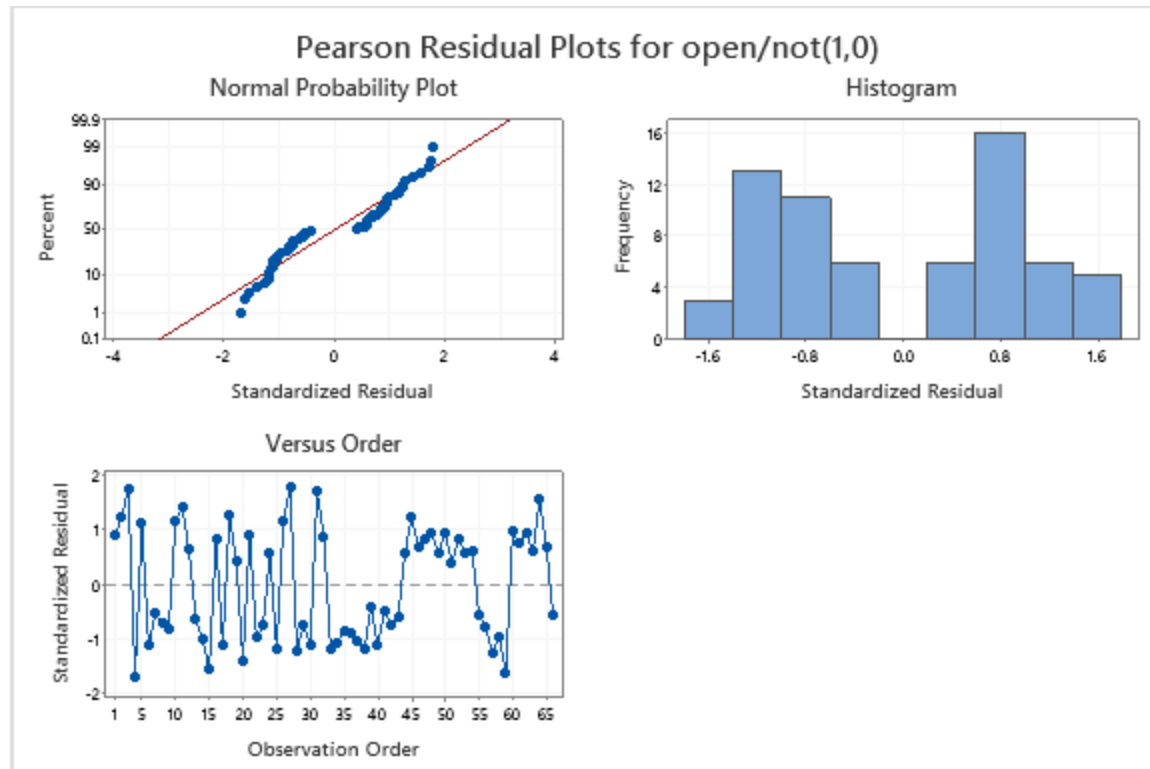 Pearson Residual Plots for open/not(1,0)
Normal Probability Plot
99.9
99
90
50
10
1
0.1
Percent
-4 -2 0 2 4
Standardized Residual
Histogram
16
12
8
4
0
Frequency
-1.6 -0.8 0.0 0.8 1.6
Standardized Residual
Versus Order
2
1
0
-1
-2
Standardized Residual
1 5 10 15 20 25 30 35 40 45 50 55 60 65
Observation Order